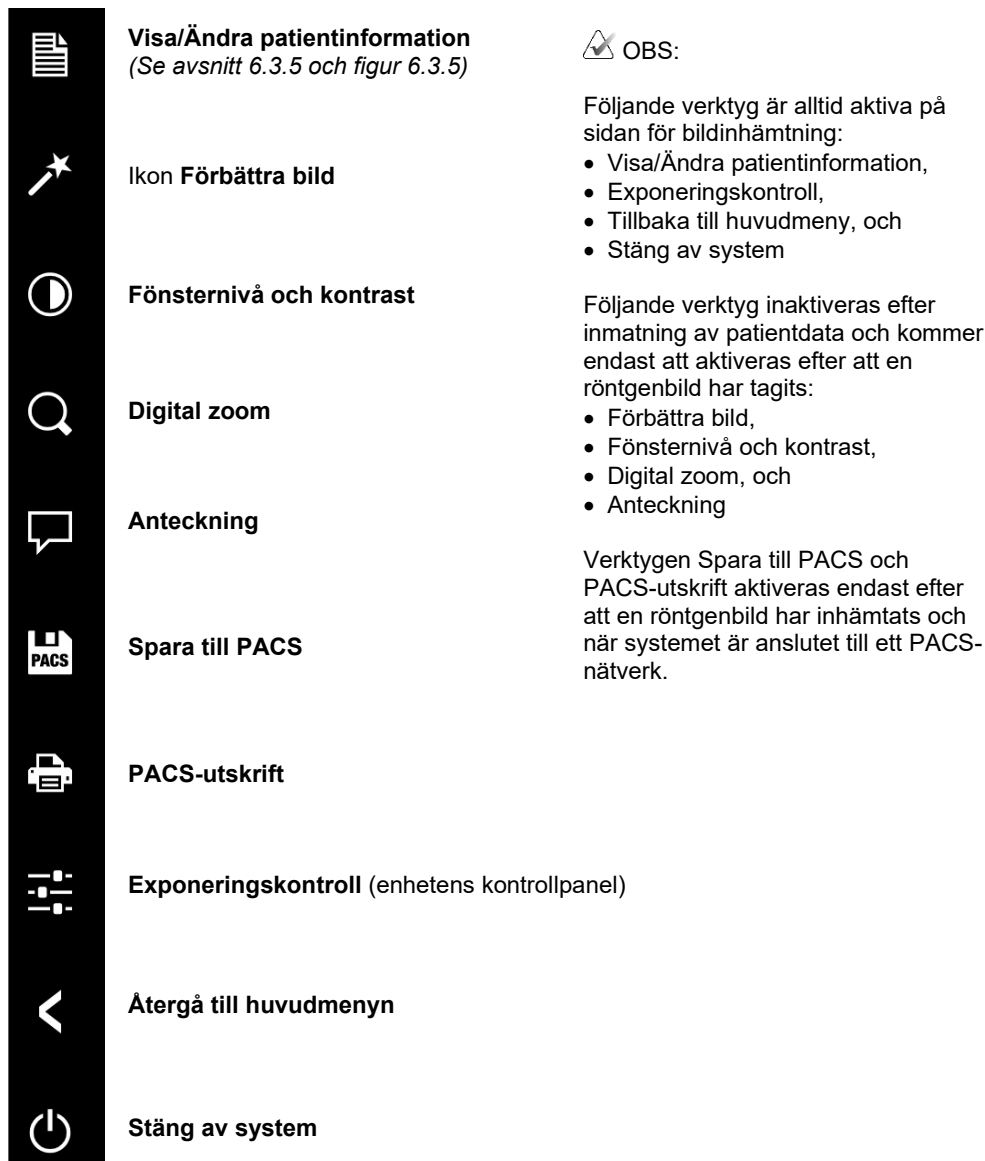 Visa/Ändra patientinformation
(Se avsnitt 6.3.5 och figur 6.3.5)
Ikon Förbättra bild
Fönsternivå och kontrast
Digital zoom
Anteckning
PACS
Spara till PACS
PACS-utskrift
Exponeringskontroll (enhetens kontrollpanel)
Återgå till huvudmenyn
Stäng av system
OBS:
Följande verktyg är alltid aktiva på
sidan för bildinhämtning:
• Visa/Ändra patientinformation,
• Exponeringskontroll,
• Tillbaka till huvudmeny, och
• Stäng av system
Följande verktyg inaktiveras efter
inmatning av patientdata och kommer
endast att aktiveras efter att en
röntgenbild har tagits:
• Förbättra bild,
• Fönsternivå och kontrast,
• Digital zoom, och
• Anteckning
Verktygen Spara till PACS och
PACS-utskrift aktiveras endast efter
att en röntgenbild har inhämtats och
när systemet är anslutet till ett PACS-
nätverk.